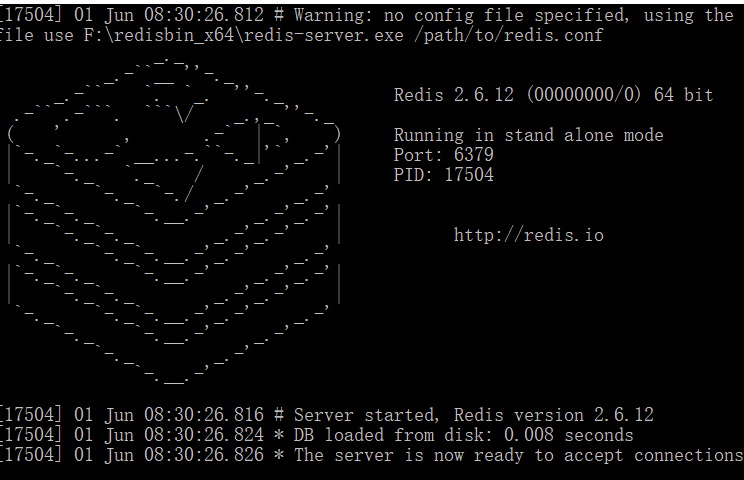 [17504] 01 Jun 08:30:26.812 # Warning: no config file specified, using the
file use F:\redisbin_x64\redis-server.exe /path/to/redis.conf
Redis 2.6.12 (00000000/0) 64 bit
Running in stand alone mode
Port: 6379
PID: 17504
http://redis.io
[17504] 01 Jun 08:30:26.816 # Server started, Redis version 2.6.12
[17504] 01 Jun 08:30:26.824 * DB loaded from disk: 0.008 seconds
[17504] 01 Jun 08:30:26.826 * The server is now ready to accept connections